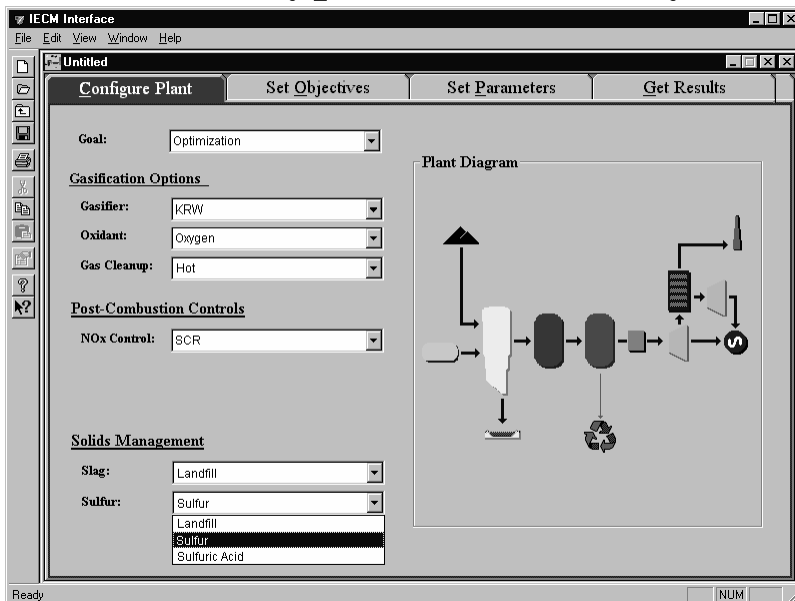 IECM Interface
File Edit View Window Help
Untitled
Configure Plant Set Objectives Set Parameters Get Results
Goal: Optimization
Plant Diagram
Gasification Options
Gasifier: KRW
Oxidant: Oxygen
Gas Cleanup: Hot
Post-Combustion Controls
NOx Control: SCR
Solids Management
Slag: Landfill
Sulfur: Sulfur
Landfill
Sulfur
Sulfuric Acid
Ready NUM